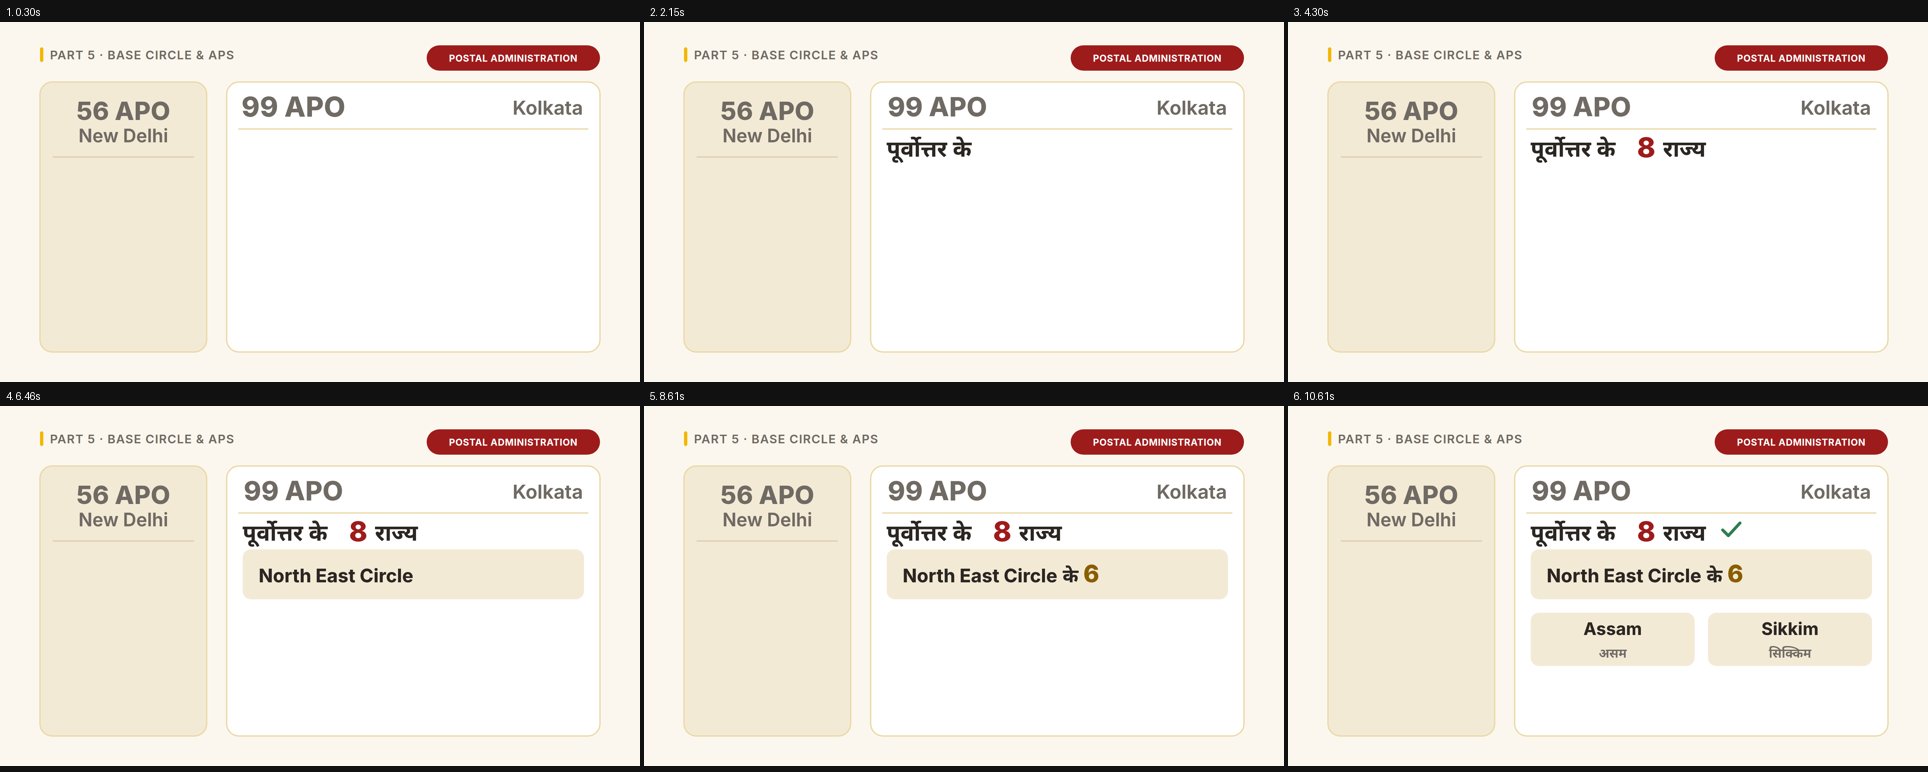 1. 0.30s
PART 5 · BASE CIRCLE & APS
POSTAL ADMINISTRATION
56 APO
New Delhi
99 APO
Kolkata
2. 2.15s
PART 5 · BASE CIRCLE & APS
POSTAL ADMINISTRATION
56 APO
New Delhi
99 APO
Kolkata
पूर्वोत्तर के
3. 4.30s
PART 5 · BASE CIRCLE & APS
POSTAL ADMINISTRATION
56 APO
New Delhi
99 APO
Kolkata
पूर्वोत्तर के 8 राज्य
4. 6.46s
PART 5 · BASE CIRCLE & APS
POSTAL ADMINISTRATION
56 APO
New Delhi
99 APO
Kolkata
पूर्वोत्तर के 8 राज्य
North East Circle
5. 8.61s
PART 5 · BASE CIRCLE & APS
POSTAL ADMINISTRATION
56 APO
New Delhi
99 APO
Kolkata
पूर्वोत्तर के 8 राज्य
North East Circle के 6
6. 10.61s
PART 5 · BASE CIRCLE & APS
POSTAL ADMINISTRATION
56 APO
New Delhi
99 APO
Kolkata
पूर्वोत्तर के 8 राज्य ✓
North East Circle के 6
Assam
असम
Sikkim
सिक्किम